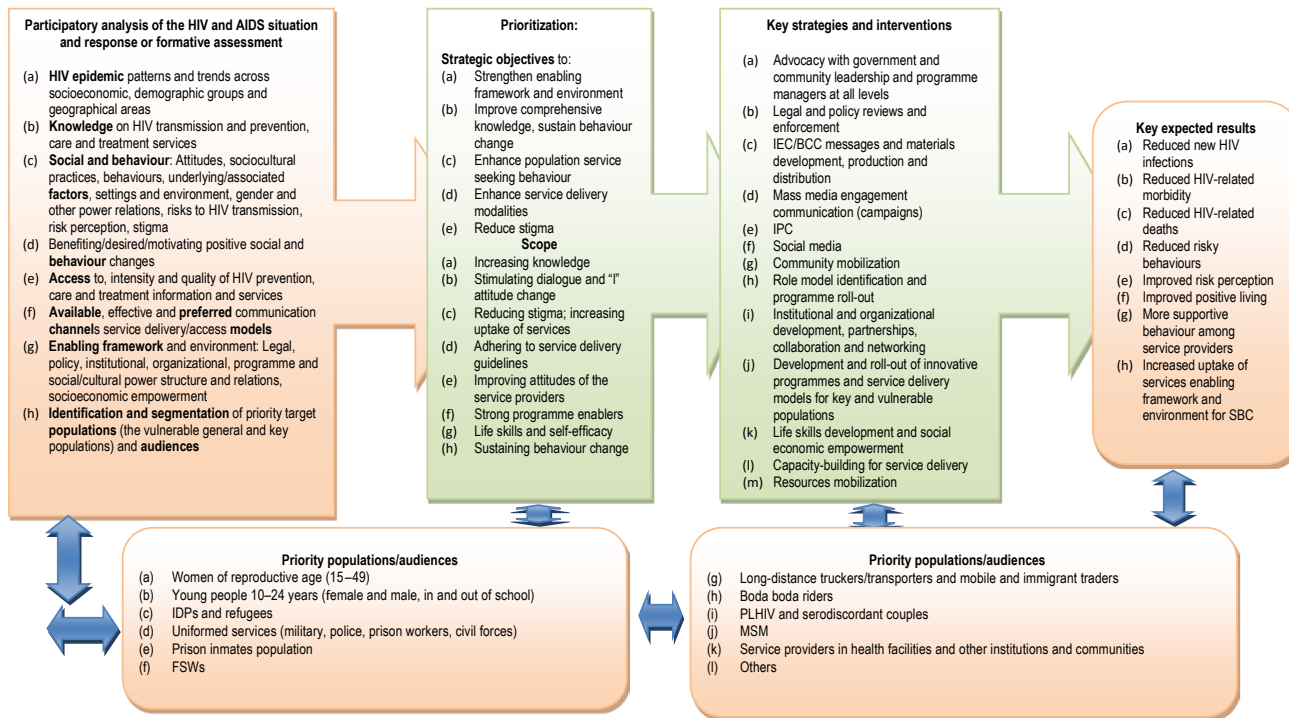 Participatory analysis of the HIV and AIDS situation
and response or formative assessment
(a) HIV epidemic patterns and trends across
socioeconomic, demographic groups and
geographical areas
(b) Knowledge on HIV transmission and prevention,
care and treatment services
(c) Social and behaviour: Attitudes, sociocultural
practices, behaviours, underlying/associated
factors, settings and environment, gender and
other power relations, risks to HIV transmission,
risk perception, stigma
(d) Benefiting/desired/motivating positive social and
behaviour changes
(e) Access to, intensity and quality of HIV prevention,
care and treatment information and services
(f) Available, effective and preferred communication
channels service delivery/access models
(g) Enabling framework and environment: Legal,
policy, institutional, organizational, programme and
social/cultural power structure and relations,
socioeconomic empowerment
(h) Identification and segmentation of priority target
populations (the vulnerable general and key
populations) and audiences
Prioritization:
Strategic objectives to:
(a) Strengthen enabling
framework and environment
(b) Improve comprehensive
knowledge, sustain behaviour
change
(c) Enhance population service
seeking behaviour
(d) Enhance service delivery
modalities
(e) Reduce stigma
Scope
(a) Increasing knowledge
(b) Stimulating dialogue and "I"
attitude change
(c) Reducing stigma; increasing
uptake of services
(d) Adhering to service delivery
guidelines
(e) Improving attitudes of the
service providers
(f) Strong programme enablers
(g) Life skills and self-efficacy
(h) Sustaining behaviour change
Key strategies and interventions
(a) Advocacy with government and
community leadership and programme
managers at all levels
(b) Legal and policy reviews and
enforcement
(c) IEC/BCC messages and materials
development, production and
distribution
(d) Mass media engagement
communication (campaigns)
(e) IPC
(f) Social media
(g) Community mobilization
(h) Role model identification and
programme roll-out
(i) Institutional and organizational
development, partnerships,
collaboration and networking
(j) Development and roll-out of innovative
programmes and service delivery
models for key and vulnerable
populations
(k) Life skills development and social
economic empowerment
(l) Capacity-building for service delivery
(m) Resources mobilization
Key expected results
(a) Reduced new HIV
infections
(b) Reduced HIV-related
morbidity
(c) Reduced HIV-related
deaths
(d) Reduced risky
behaviours
(e) Improved risk perception
(f) Improved positive living
(g) More supportive
behaviour among
service providers
(h) Increased uptake of
services enabling
framework and
environment for SBC
Priority populations/audiences
(a) Women of reproductive age (15–49)
(b) Young people 10–24 years (female and male, in and out of school)
(c) IDPs and refugees
(d) Uniformed services (military, police, prison workers, civil forces)
(e) Prison inmates population
(f) FSWs
Priority populations/audiences
(g) Long-distance truckers/transporters and mobile and immigrant traders
(h) Boda boda riders
(i) PLHIV and serodiscordant couples
(j) MSM
(k) Service providers in health facilities and other institutions and communities
(l) Others